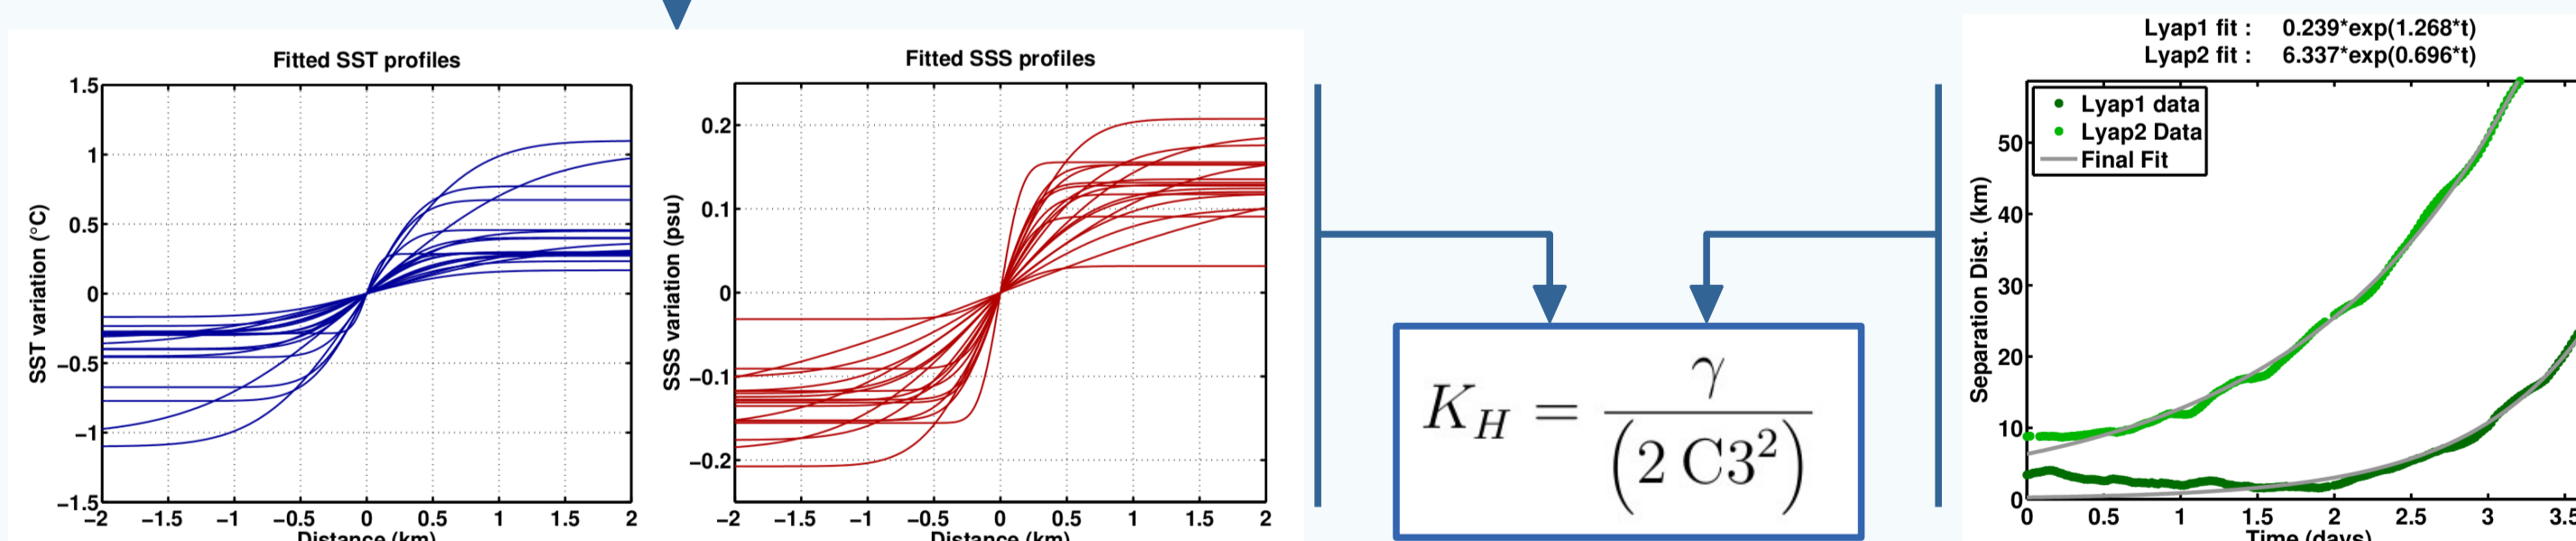 Fitted SST profiles
SST variation (°C)
1.5
1
0.5
0
−0.5
−1
−1.5
−2 −1.5 −1 −0.5 0 0.5 1 1.5 2
Distance (km)
Fitted SSS profiles
SSS variation (psu)
0.2
0.1
0
−0.1
−0.2
−2 −1.5 −1 −0.5 0 0.5 1 1.5 2
Distance (km)
K_H = γ / (2 C3²)
Lyap1 fit : 0.239*exp(1.268*t)
Lyap2 fit : 6.337*exp(0.696*t)
Lyap1 data
Lyap2 Data
Final Fit
Separation Dist. (km)
50
40
30
20
10
0
0 0.5 1 1.5 2 2.5 3 3.5
Time (days)